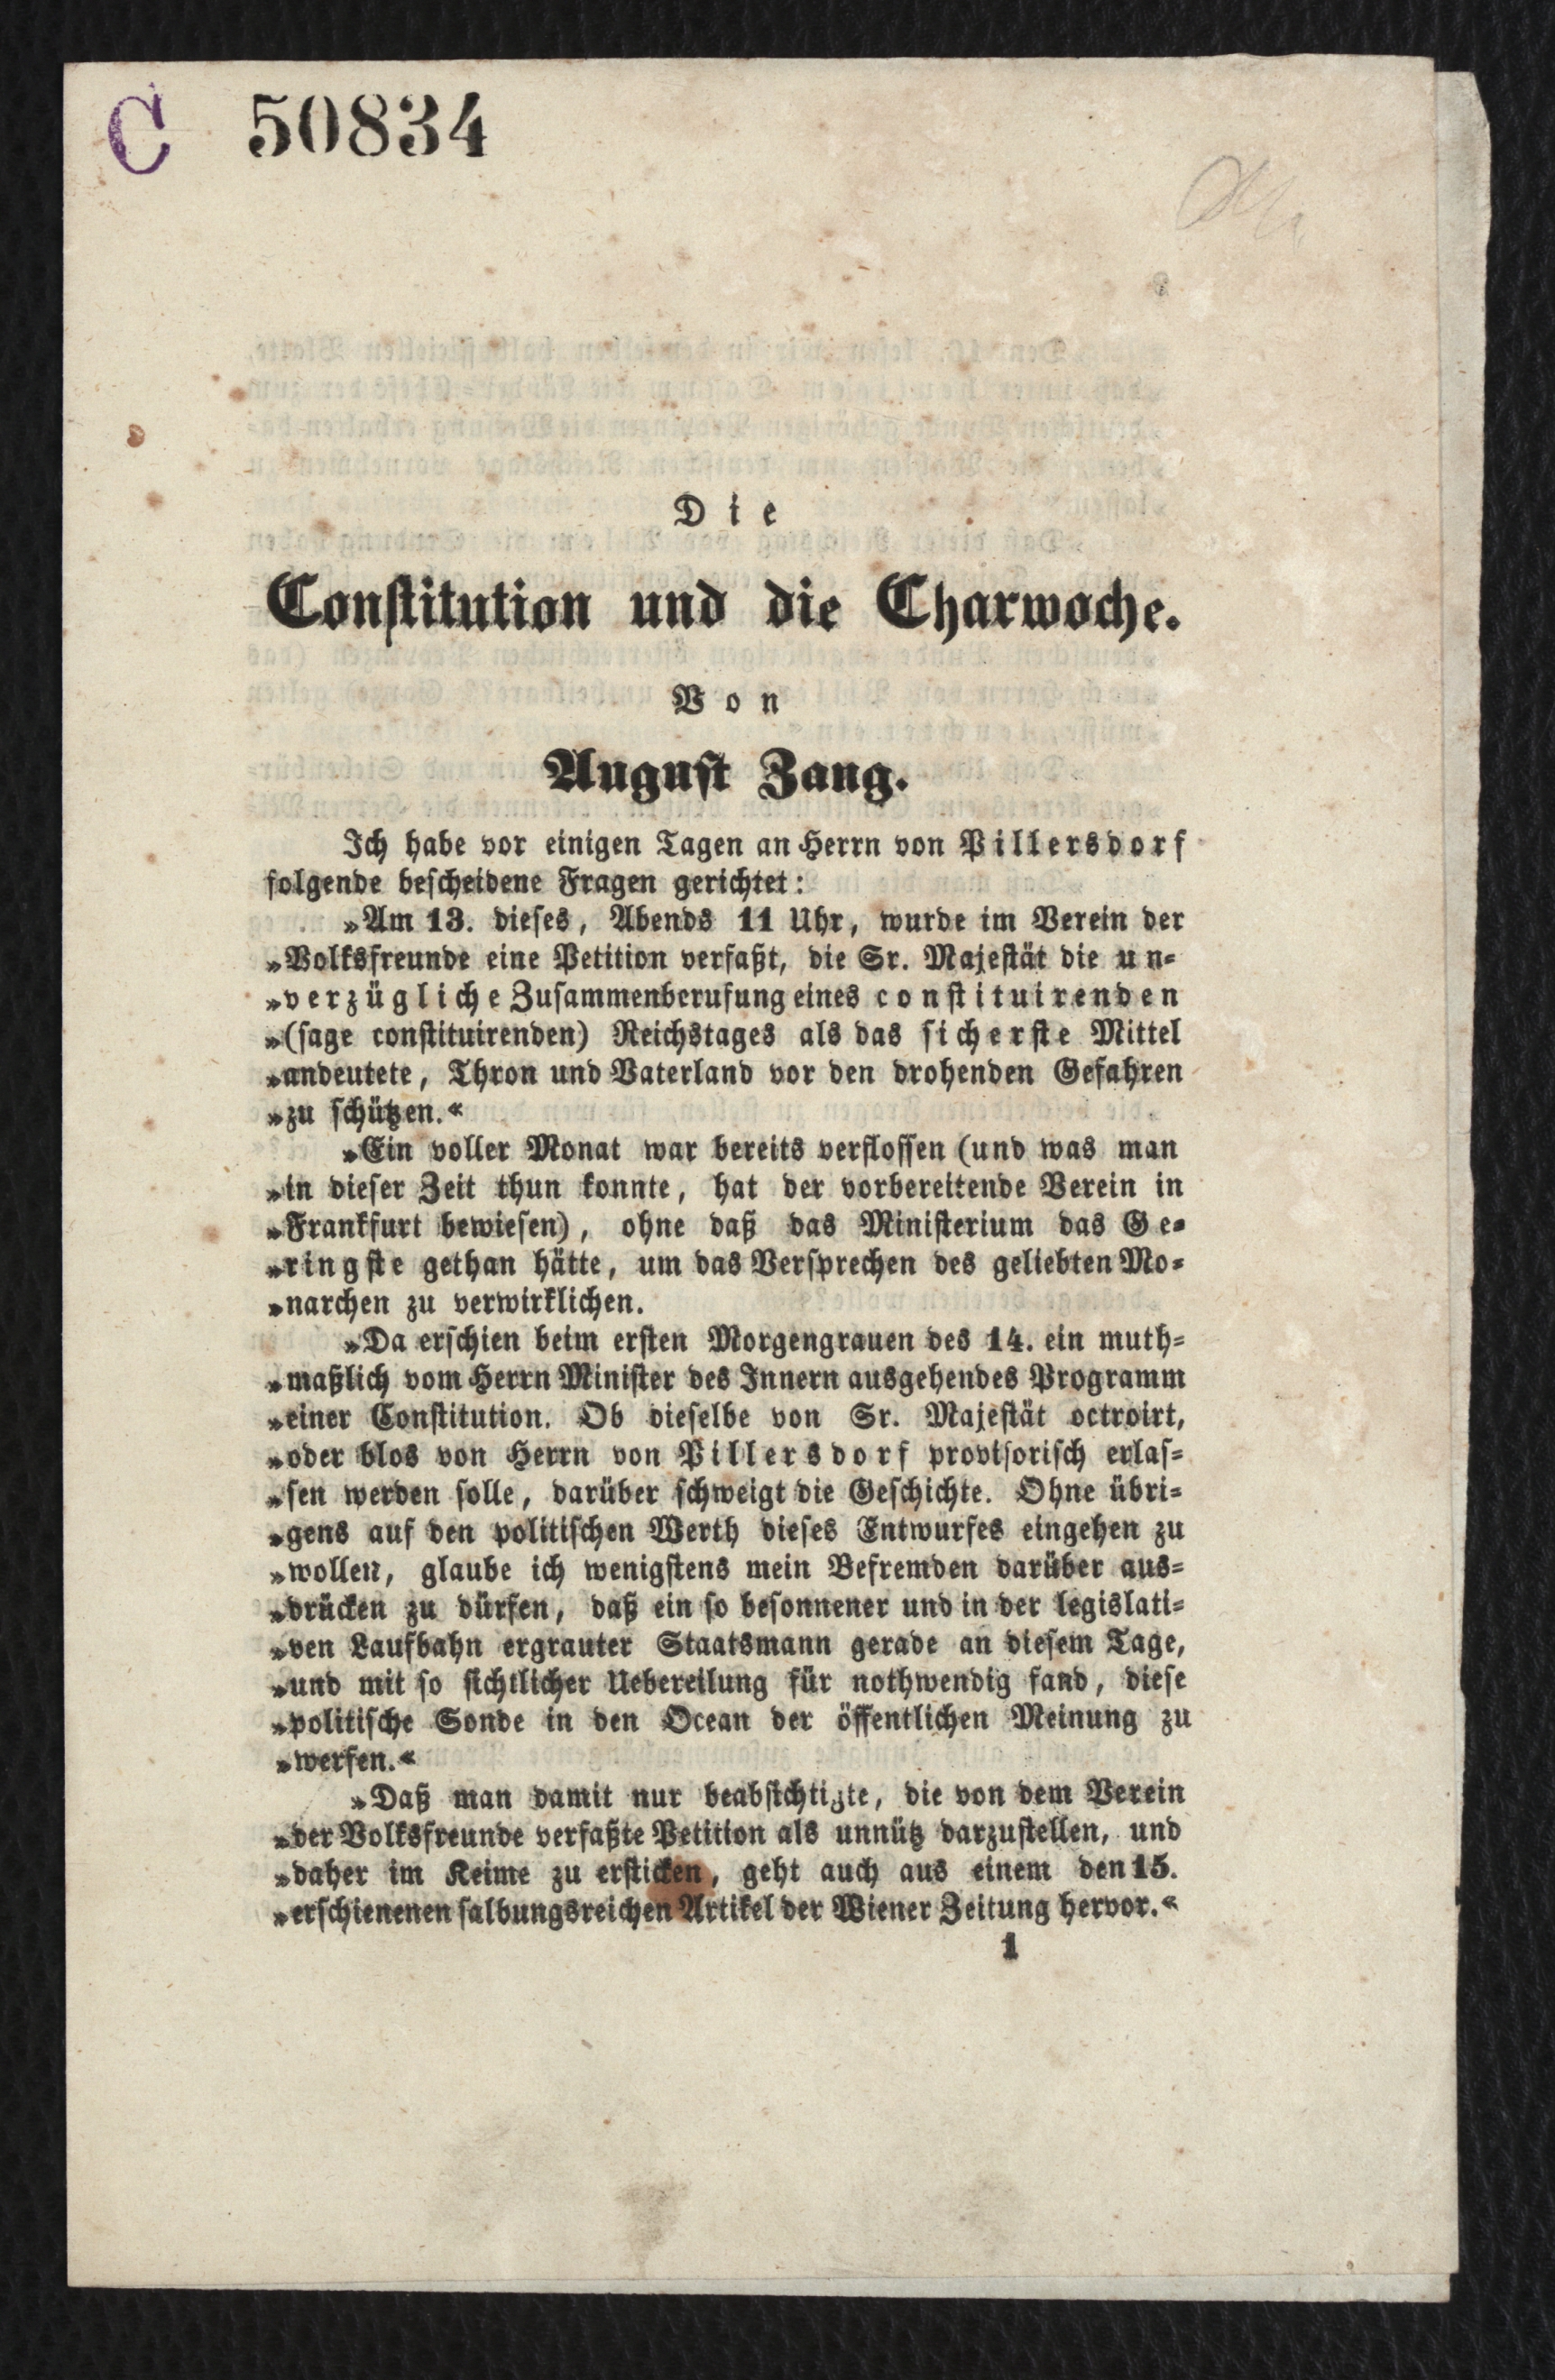 C 50834
Die
Constitution und die Charwoche.
Von
August Zang.
Ich habe vor einigen Tagen an Herrn von Pillersdorf
folgende bescheidene Fragen gerichtet:
»Am 13. dieses, Abends 11 Uhr, wurde im Verein der
»Volksfreunde eine Petition verfaßt, die Sr. Majestät die un-
»verzügliche Zusammenberufung eines constituirenden
»(sage constituirenden) Reichstages als das sicherste Mittel
»andeutete, Thron und Vaterland vor den drohenden Gefahren
»zu schützen.«
»Ein voller Monat war bereits verflossen (und was man
»in dieser Zeit thun konnte, hat der vorbereitende Verein in
»Frankfurt bewiesen), ohne daß das Ministerium das Ge-
»ringste gethan hätte, um das Versprechen des geliebten Mo-
»narchen zu verwirklichen.
»Da erschien beim ersten Morgengrauen des 14. ein muth-
»maßlich vom Herrn Minister des Innern ausgehendes Programm
»einer Constitution. Ob dieselbe von Sr. Majestät octroirt,
»oder blos von Herrn von Pillersdorf provisorisch erlas-
»sen werden solle, darüber schweigt die Geschichte. Ohne übri-
»gens auf den politischen Werth dieses Entwurfes eingehen zu
»wollen, glaube ich wenigstens mein Befremden darüber aus-
»drücken zu dürfen, daß ein so besonnener und in der legislati-
»ven Laufbahn ergrauter Staatsmann gerade an diesem Tage,
»und mit so sichtlicher Uebereilung für nothwendig fand, diese
»politische Sonde in den Ocean der öffentlichen Meinung zu
»werfen.«
»Daß man damit nur beabsichtigte, die von dem Verein
»der Volksfreunde verfaßte Petition als unnütz darzustellen, und
»daher im Keime zu ersticken, geht auch aus einem den 15.
»erschienenen salbungsreichen Artikel der Wiener Zeitung hervor.«
1